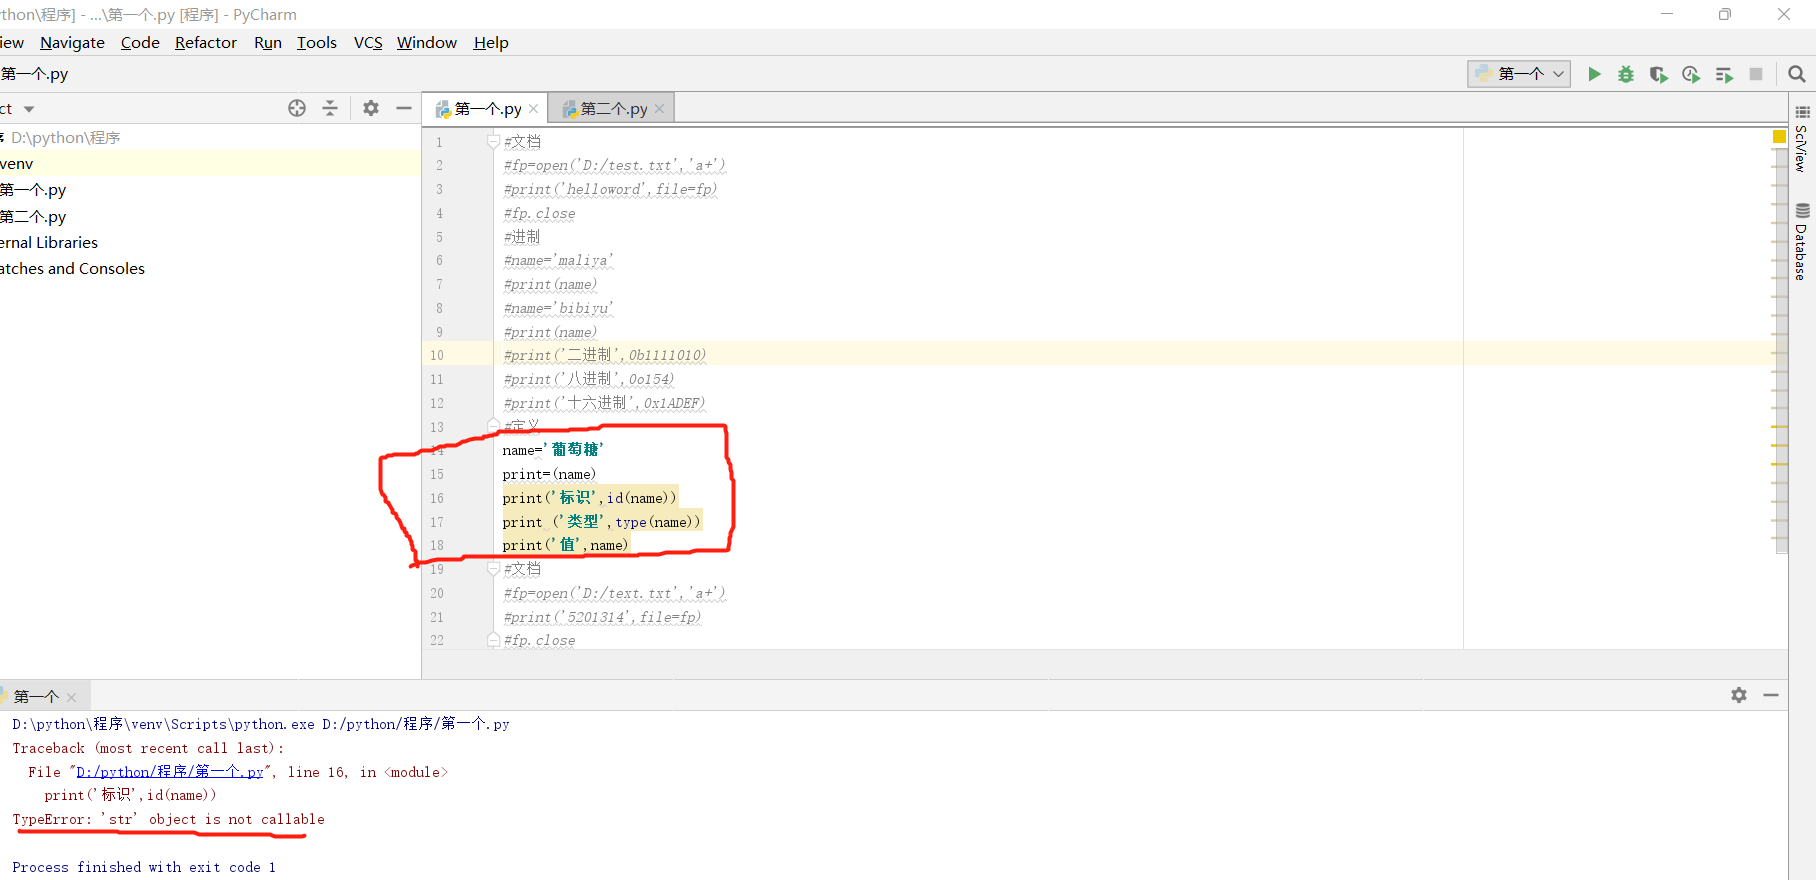 ython\程序] - ...\第一个.py [程序] - PyCharm
iew Navigate Code Refactor Run Tools VCS Window Help
第一个.py
第一个
ct
第一个.py
第二个.py
序 D:\python\程序
venv
第一个.py
第二个.py
ernal Libraries
atches and Consoles
1 #文档
2 #fp=open('D:/test.txt','a+')
3 #print('helloword',file=fp)
4 #fp.close
5 #进制
6 #name='maliya'
7 #print(name)
8 #name='bibiyu'
9 #print(name)
10 #print('二进制',0b1111010)
11 #print('八进制',0o154)
12 #print('十六进制',0x1ADEF)
13 #定义
14 name='葡萄糖'
15 print=(name)
16 print('标识',id(name))
17 print ('类型',type(name))
18 print('值',name)
19 #文档
20 #fp=open('D:/text.txt','a+')
21 #print('5201314',file=fp)
22 #fp.close
SciView
Database
第一个
D:\python\程序\venv\Scripts\python.exe D:/python/程序/第一个.py
Traceback (most recent call last):
File "D:/python/程序/第一个.py", line 16, in <module>
print('标识',id(name))
TypeError: 'str' object is not callable
Process finished with exit code 1